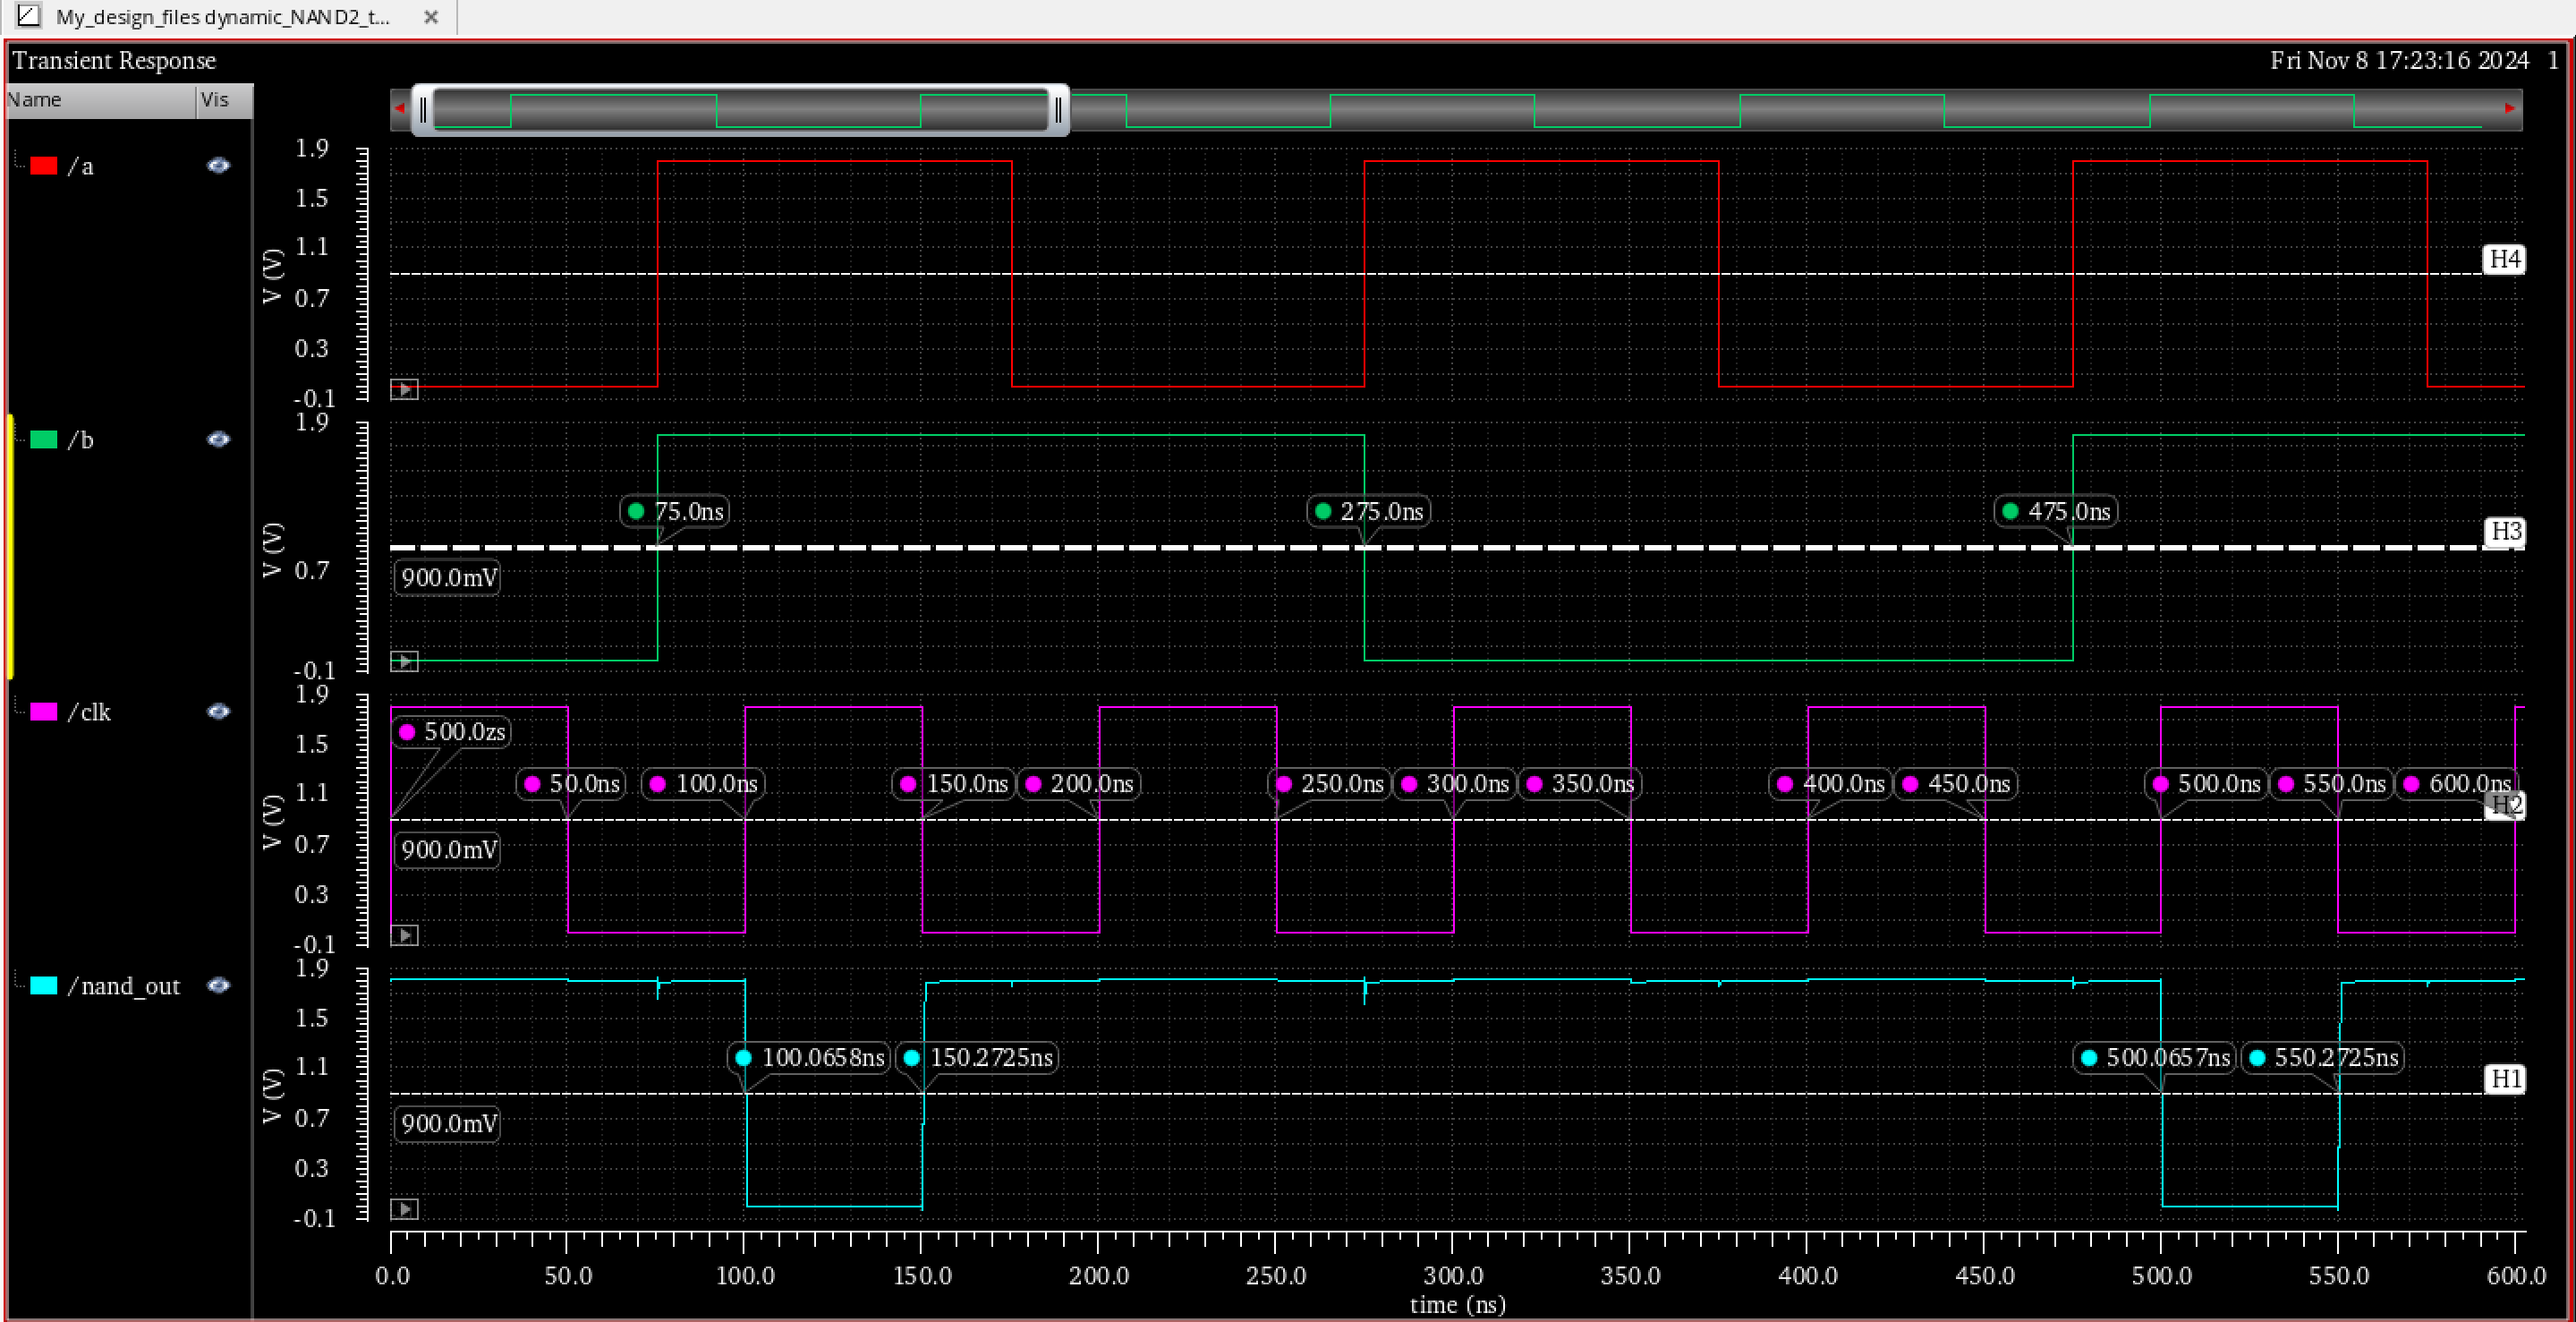 My_design_files dynamic_NAND2_t...
Transient Response
Fri Nov 8 17:23:16 2024 1
Name Vis
/a
V (V)
1.9
1.5
1.1
0.7
0.3
-0.1
H4
/b
V (V)
1.9
0.7
-0.1
75.0ns 275.0ns 475.0ns
900.0mV
H3
/clk
V (V)
1.9
1.5
1.1
0.7
0.3
-0.1
500.0zs
50.0ns 100.0ns 150.0ns 200.0ns 250.0ns 300.0ns 350.0ns 400.0ns 450.0ns 500.0ns 550.0ns 600.0ns
900.0mV
H2
/nand_out
V (V)
1.9
1.5
1.1
0.7
0.3
-0.1
100.0658ns 150.2725ns 500.0657ns 550.2725ns
900.0mV
H1
0.0 50.0 100.0 150.0 200.0 250.0 300.0 350.0 400.0 450.0 500.0 550.0 600.0
time (ns)